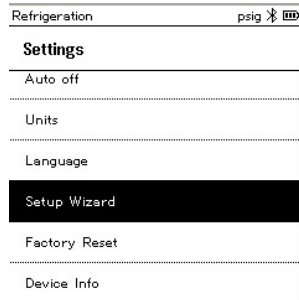 Refrigeration psig
Settings
Auto off
Units
Language
Setup Wizard
Factory Reset
Device Info